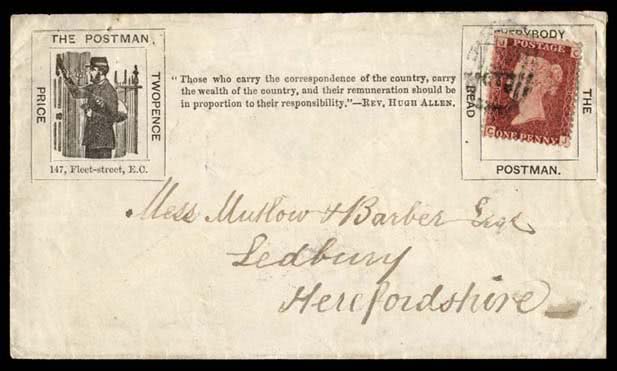 THE POSTMAN.
PRICE
TWOPENCE
147, Fleet-street, E.C.
"Those who carry the correspondence of the country, carry
the wealth of the country, and their remuneration should be
in proportion to their responsibility."—REV. HUGH ALLEN.
EVERYBODY
READ
THE
POSTMAN.
POSTAGE
ONE PENNY
Mess Mutlow & Barber Esqs
Ledbury
Herefordshire